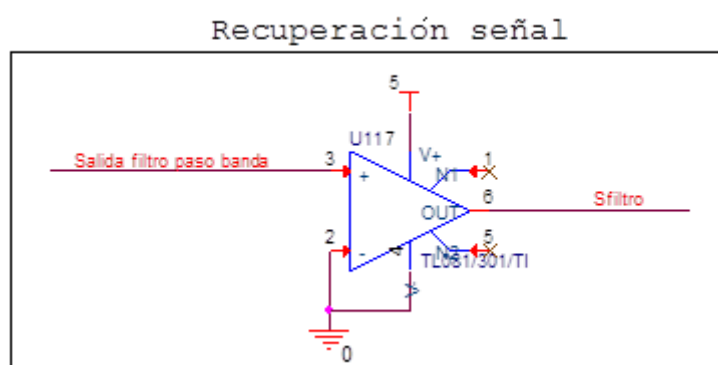 Recuperación señal
5
U117
Salida filtro paso banda
3
+
V+
N1
1
OUT
6
Sfiltro
2
-
4
N2
5
TL081/301/TI
0